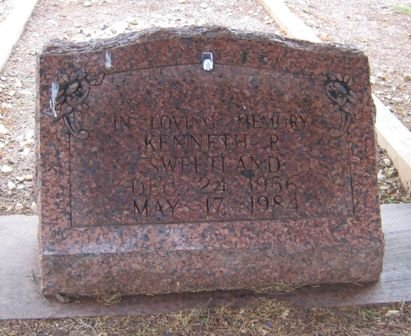 IN LOVING MEMORY
KENNETH P.
SWEETLAND
DEC. 24, 1956
MAY 17, 1984